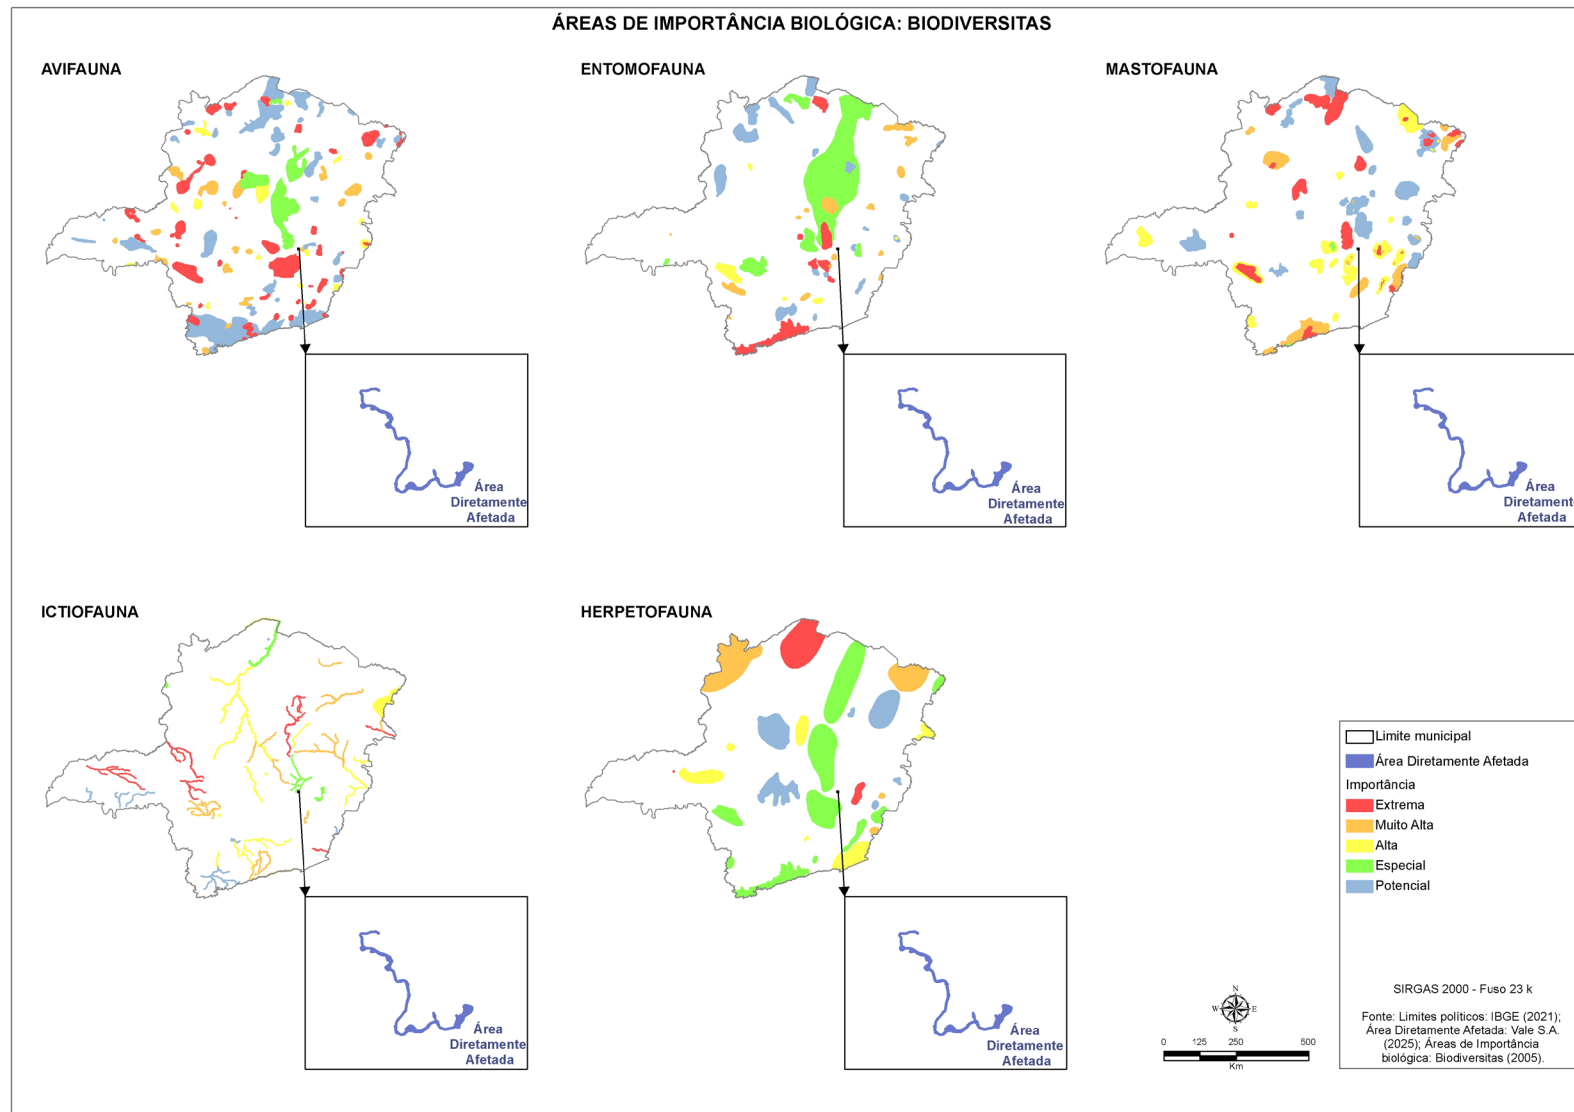 ÁREAS DE IMPORTÂNCIA BIOLÓGICA: BIODIVERSITAS
AVIFAUNA
ENTOMOFAUNA
MASTOFAUNA
Área
Diretamente
Afetada
Área
Diretamente
Afetada
Área
Diretamente
Afetada
ICTIOFAUNA
HERPETOFAUNA
Área
Diretamente
Afetada
Área
Diretamente
Afetada
Limite municipal
Área Diretamente Afetada
Importância
Extrema
Muito Alta
Alta
Especial
Potencial
N
W E
S
0 125 250 500
Km
SIRGAS 2000 - Fuso 23 k
Fonte: Limites políticos: IBGE (2021);
Área Diretamente Afetada: Vale S.A.
(2025); Áreas de Importância
biológica: Biodiversitas (2005).